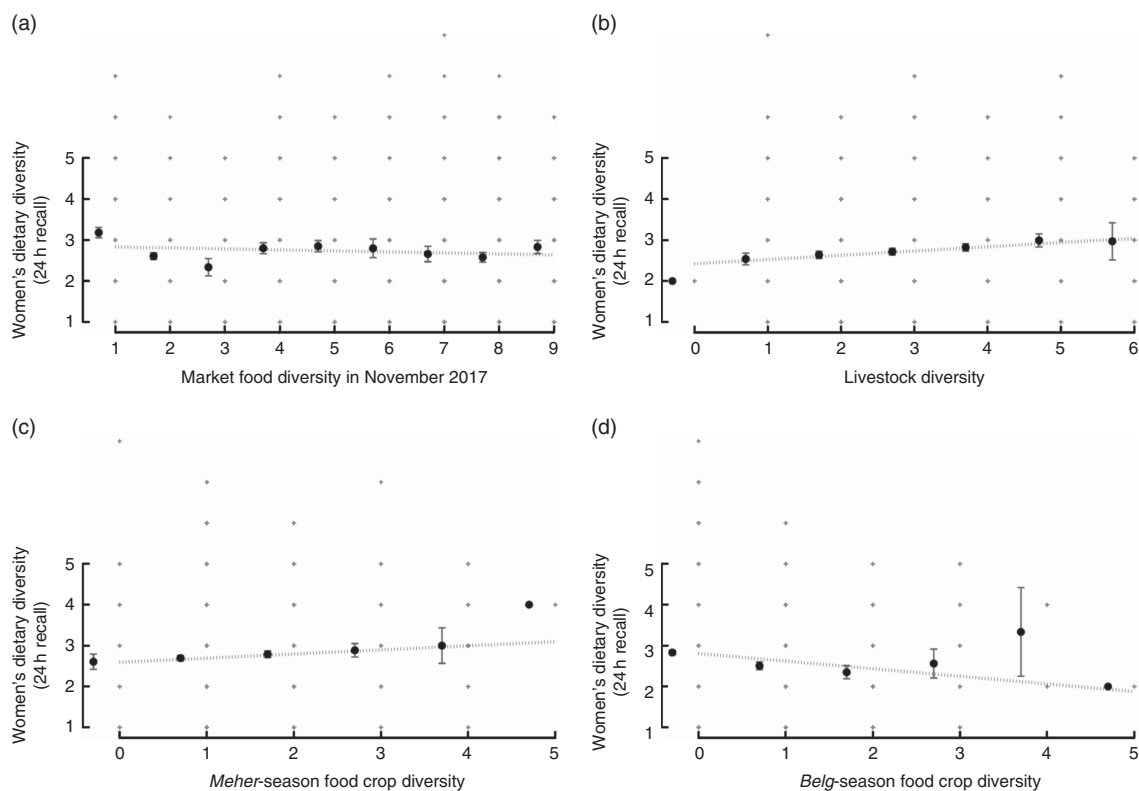 (a)
5
4
3
2
1
Women's dietary diversity
(24 h recall)
1 2 3 4 5 6 7 8 9
Market food diversity in November 2017
(b)
5
4
3
2
1
Women's dietary diversity
(24 h recall)
0 1 2 3 4 5 6
Livestock diversity
(c)
5
4
3
2
1
Women's dietary diversity
(24 h recall)
0 1 2 3 4 5
Meher-season food crop diversity
(d)
5
4
3
2
1
Women's dietary diversity
(24 h recall)
0 1 2 3 4 5
Belg-season food crop diversity